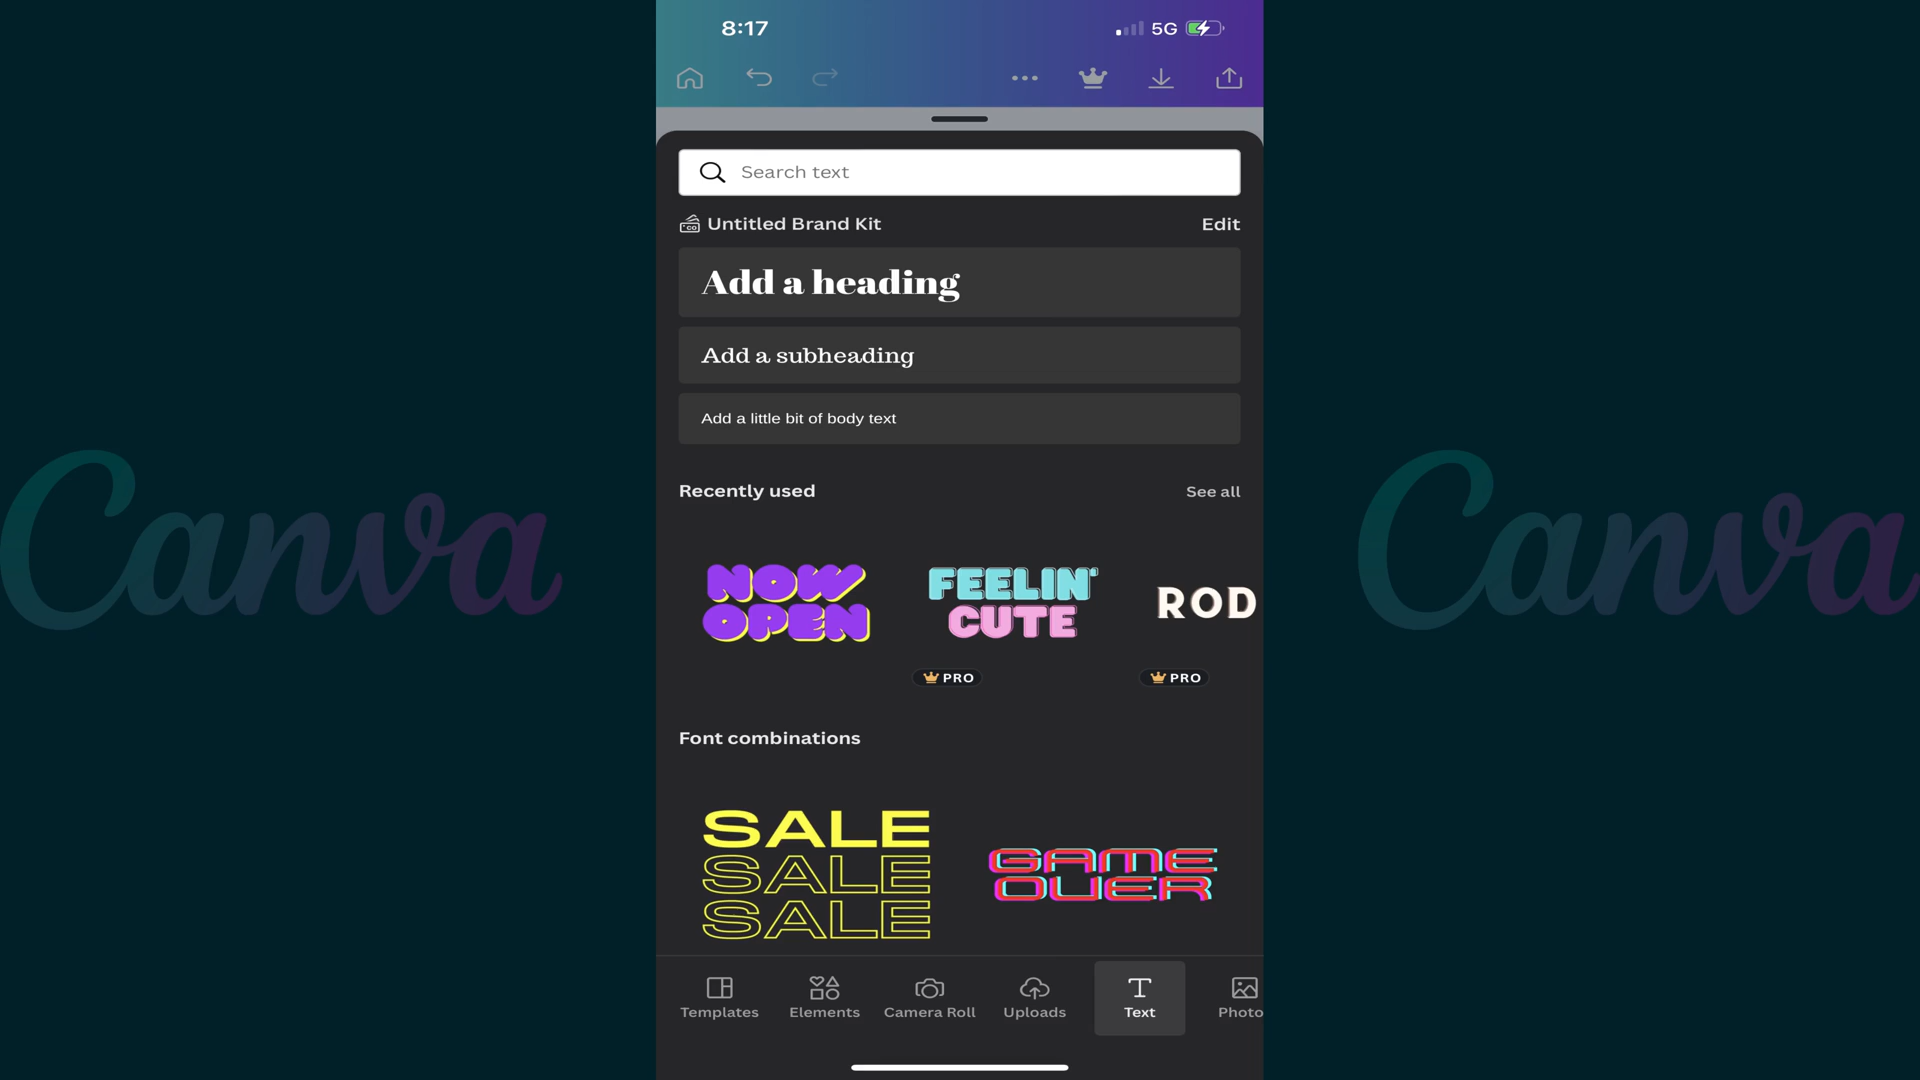 8:17 5G
Search text
CO Untitled Brand Kit Edit
Add a heading
Add a subheading
Add a little bit of body text
Recently used See all
NOW
OPEN
FEELIN'
CUTE
ROD
PRO PRO
Font combinations
SALE
SALE
SALE
GAME
OVER
Templates Elements Camera Roll Uploads Text Photo
Canva Canva